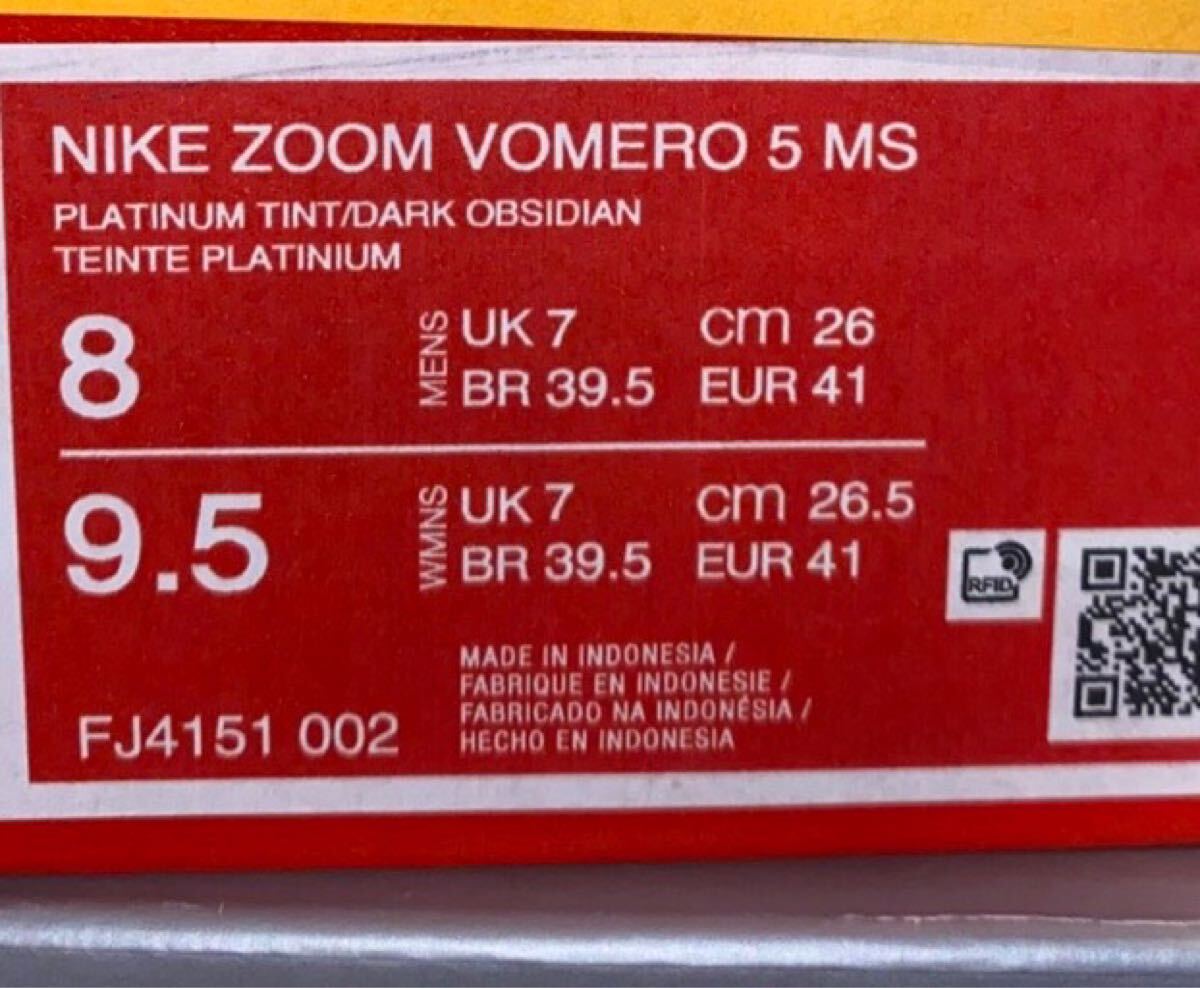 NIKE ZOOM VOMERO 5 MS
PLATINUM TINT/DARK OBSIDIAN
TEINTE PLATINIUM
8 MENS UK 7 CM 26
BR 39.5 EUR 41
9.5 WMNS UK 7 CM 26.5
BR 39.5 EUR 41
RFID
MADE IN INDONESIA /
FABRIQUE EN INDONESIE /
FABRICADO NA INDONÉSIA /
HECHO EN INDONESIA
FJ4151 002